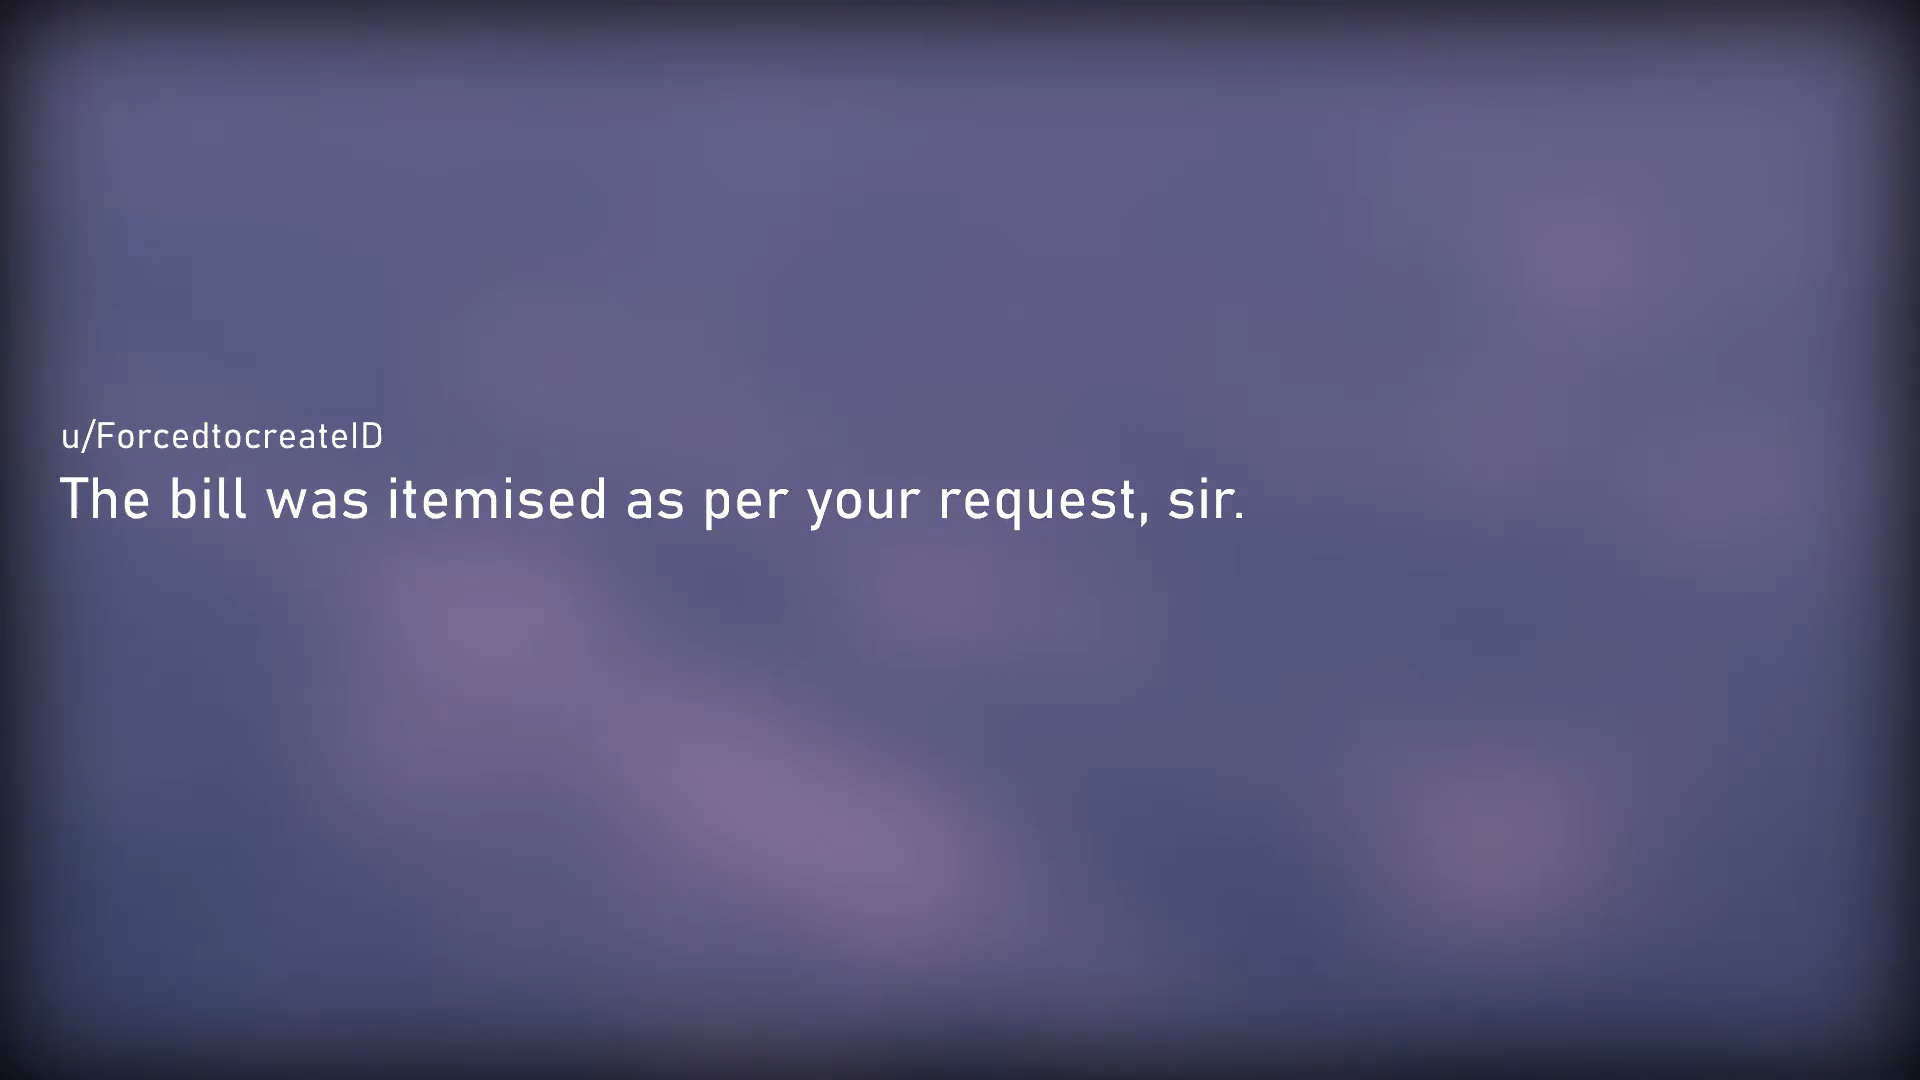 u/ForcedtocreateID
The bill was itemised as per your request, sir.